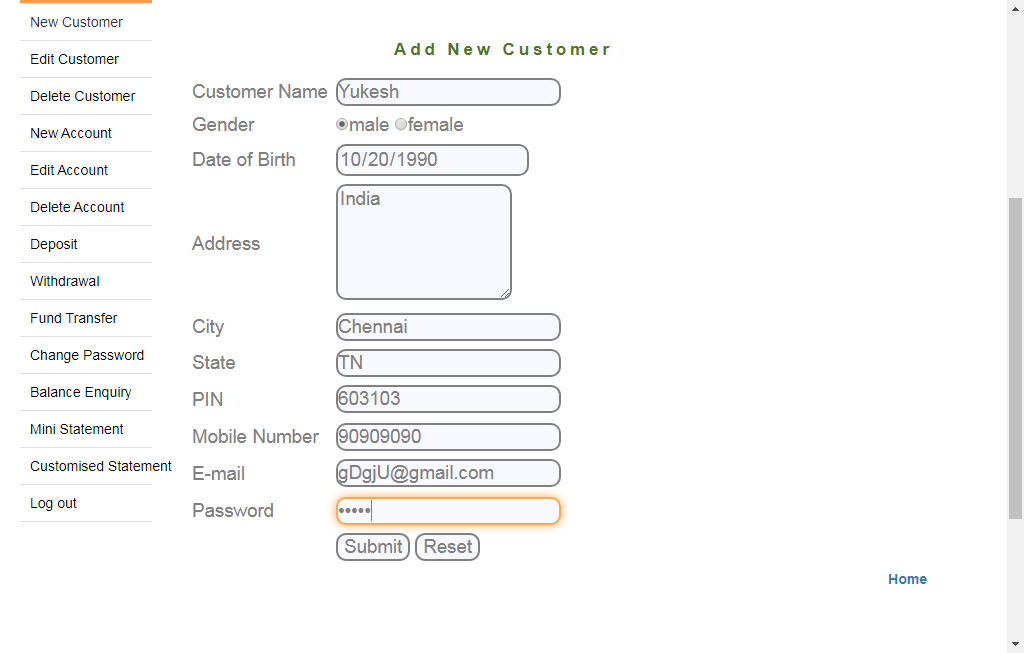 New Customer
Edit Customer
Delete Customer
New Account
Edit Account
Delete Account
Deposit
Withdrawal
Fund Transfer
Change Password
Balance Enquiry
Mini Statement
Customised Statement
Log out
Add New Customer
Customer Name Yukesh
Gender male female
Date of Birth 10/20/1990
Address India
City Chennai
State TN
PIN 603103
Mobile Number 90909090
E-mail gDgjU@gmail.com
Password •••••
Submit Reset
Home